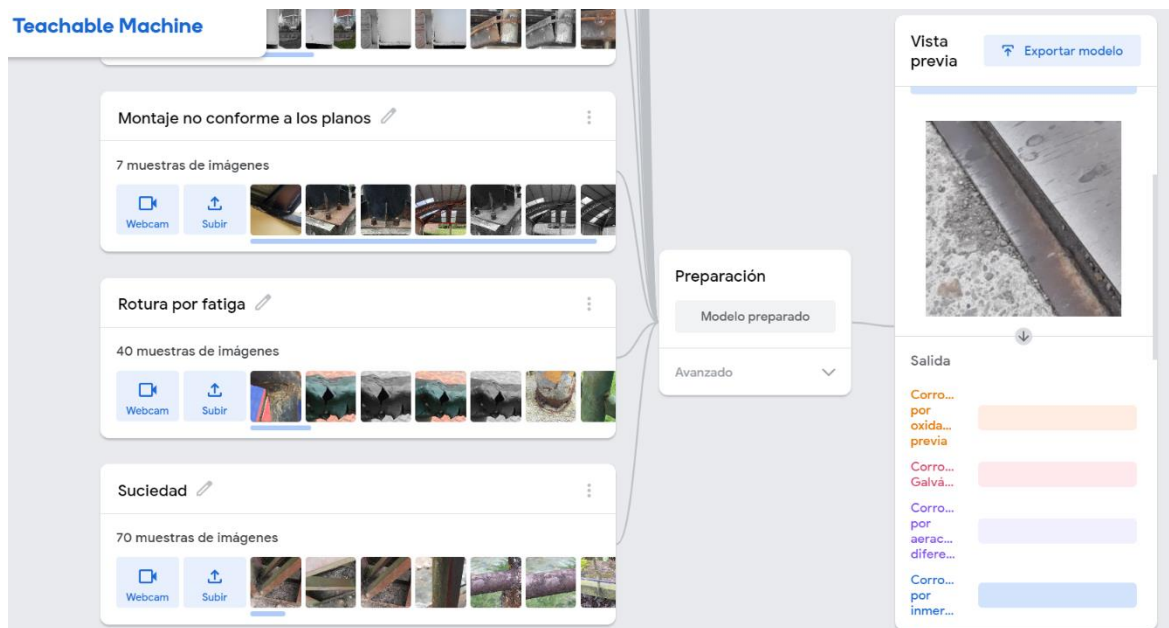 Teachable Machine
Montaje no conforme a los planos
7 muestras de imágenes
Webcam
Subir
Rotura por fatiga
40 muestras de imágenes
Webcam
Subir
Suciedad
70 muestras de imágenes
Webcam
Subir
Preparación
Modelo preparado
Avanzado
Vista
previa
Exportar modelo
Salida
Corro...
por
oxida...
previa
Corro...
Galvá...
Corro...
por
aerac...
difere...
Corro...
por
inmer...